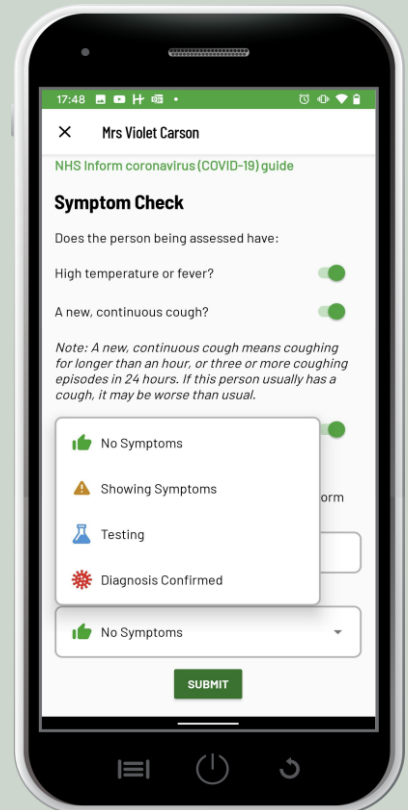 17:48
Mrs Violet Carson
NHS Inform coronavirus (COVID-19) guide
Symptom Check
Does the person being assessed have:
High temperature or fever?
A new, continuous cough?
Note: A new, continuous cough means coughing
for longer than an hour, or three or more coughing
episodes in 24 hours. If this person usually has a
cough, it may be worse than usual.
No Symptoms
Showing Symptoms
orm
Testing
Diagnosis Confirmed
No Symptoms
SUBMIT